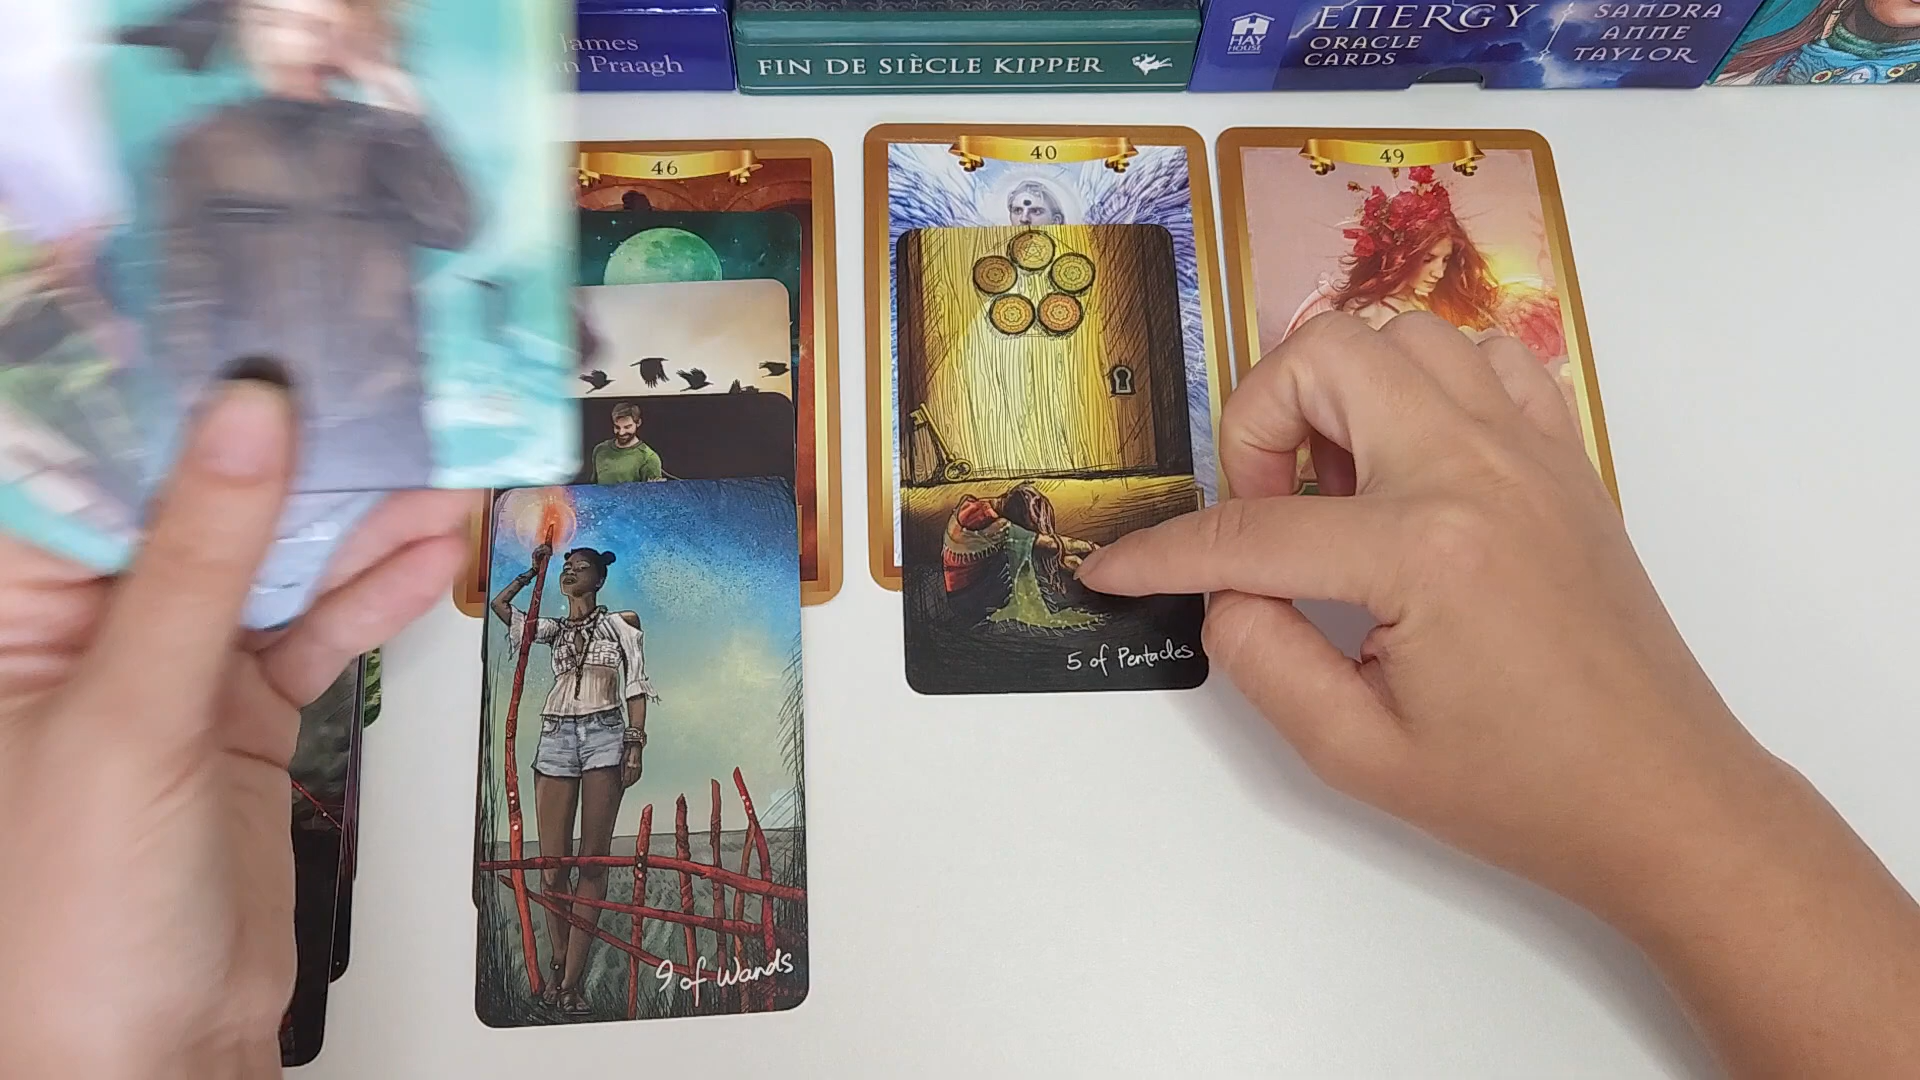 James
n Praagh
FIN DE SIÈCLE KIPPER
HAY
HOUSE
ENERGY
ORACLE
CARDS
SANDRA
ANNE
TAYLOR
46
40
49
5 of Pentacles
9 of Wands